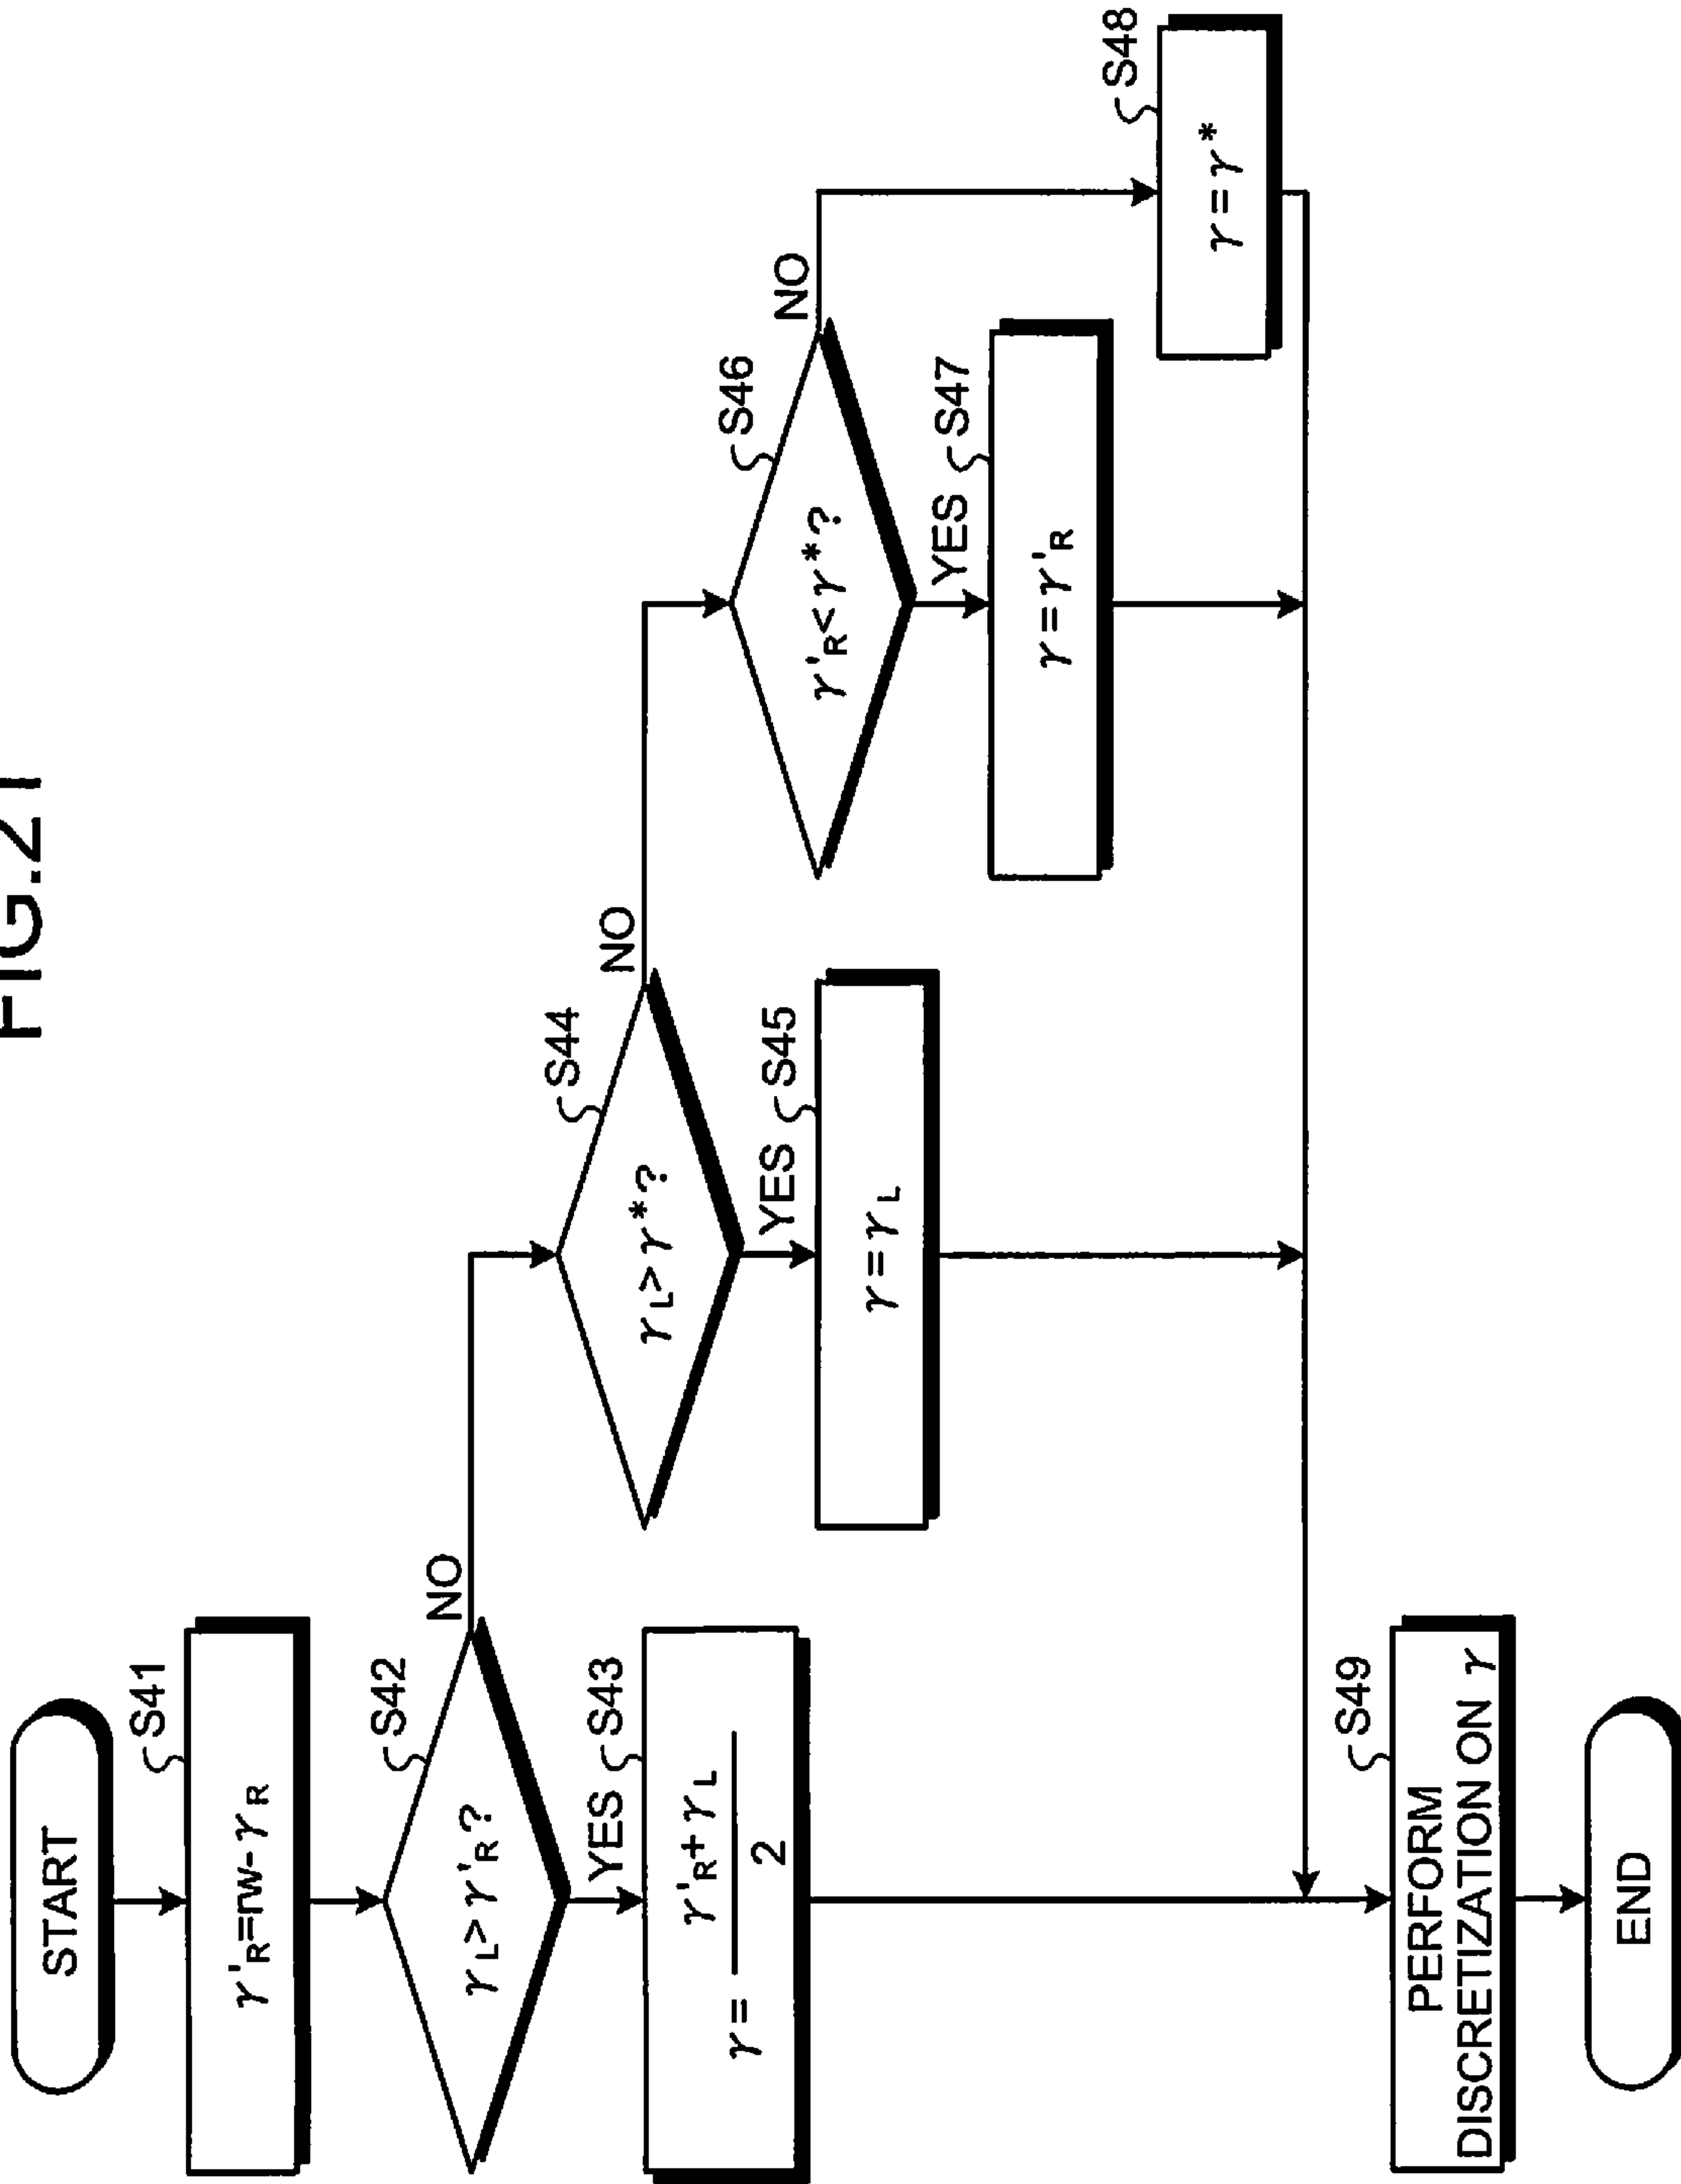 FIG.21
START
S41
γ'R=rw-γR
S42
γL>γ'R?
NO
YES
S43
γ= γ'R+γL
2
S44
γL>γ*?
NO
YES
S45
γ=γL
S46
γ'R<γ*?
NO
YES
S47
γ=γ'R
S48
γ=γ*
S49
PERFORM
DISCRETIZATION ON γ
END